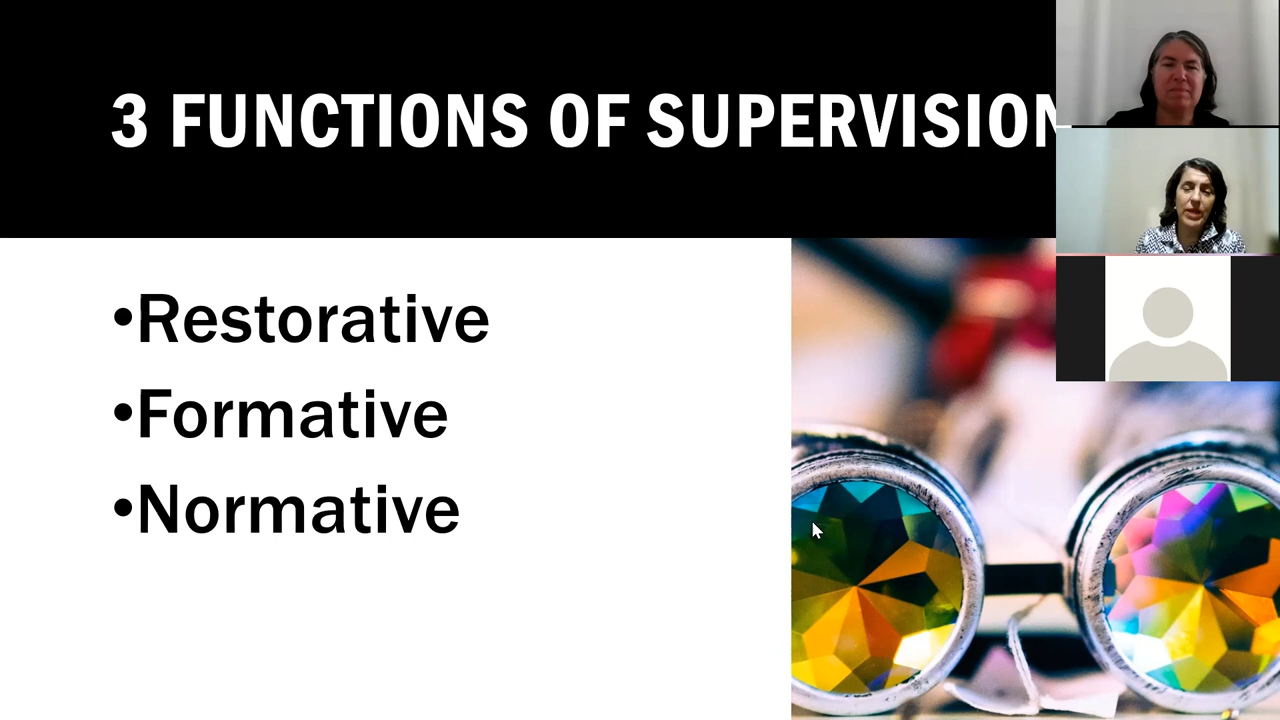 3 FUNCTIONS OF SUPERVISION
•Restorative
•Formative
•Normative